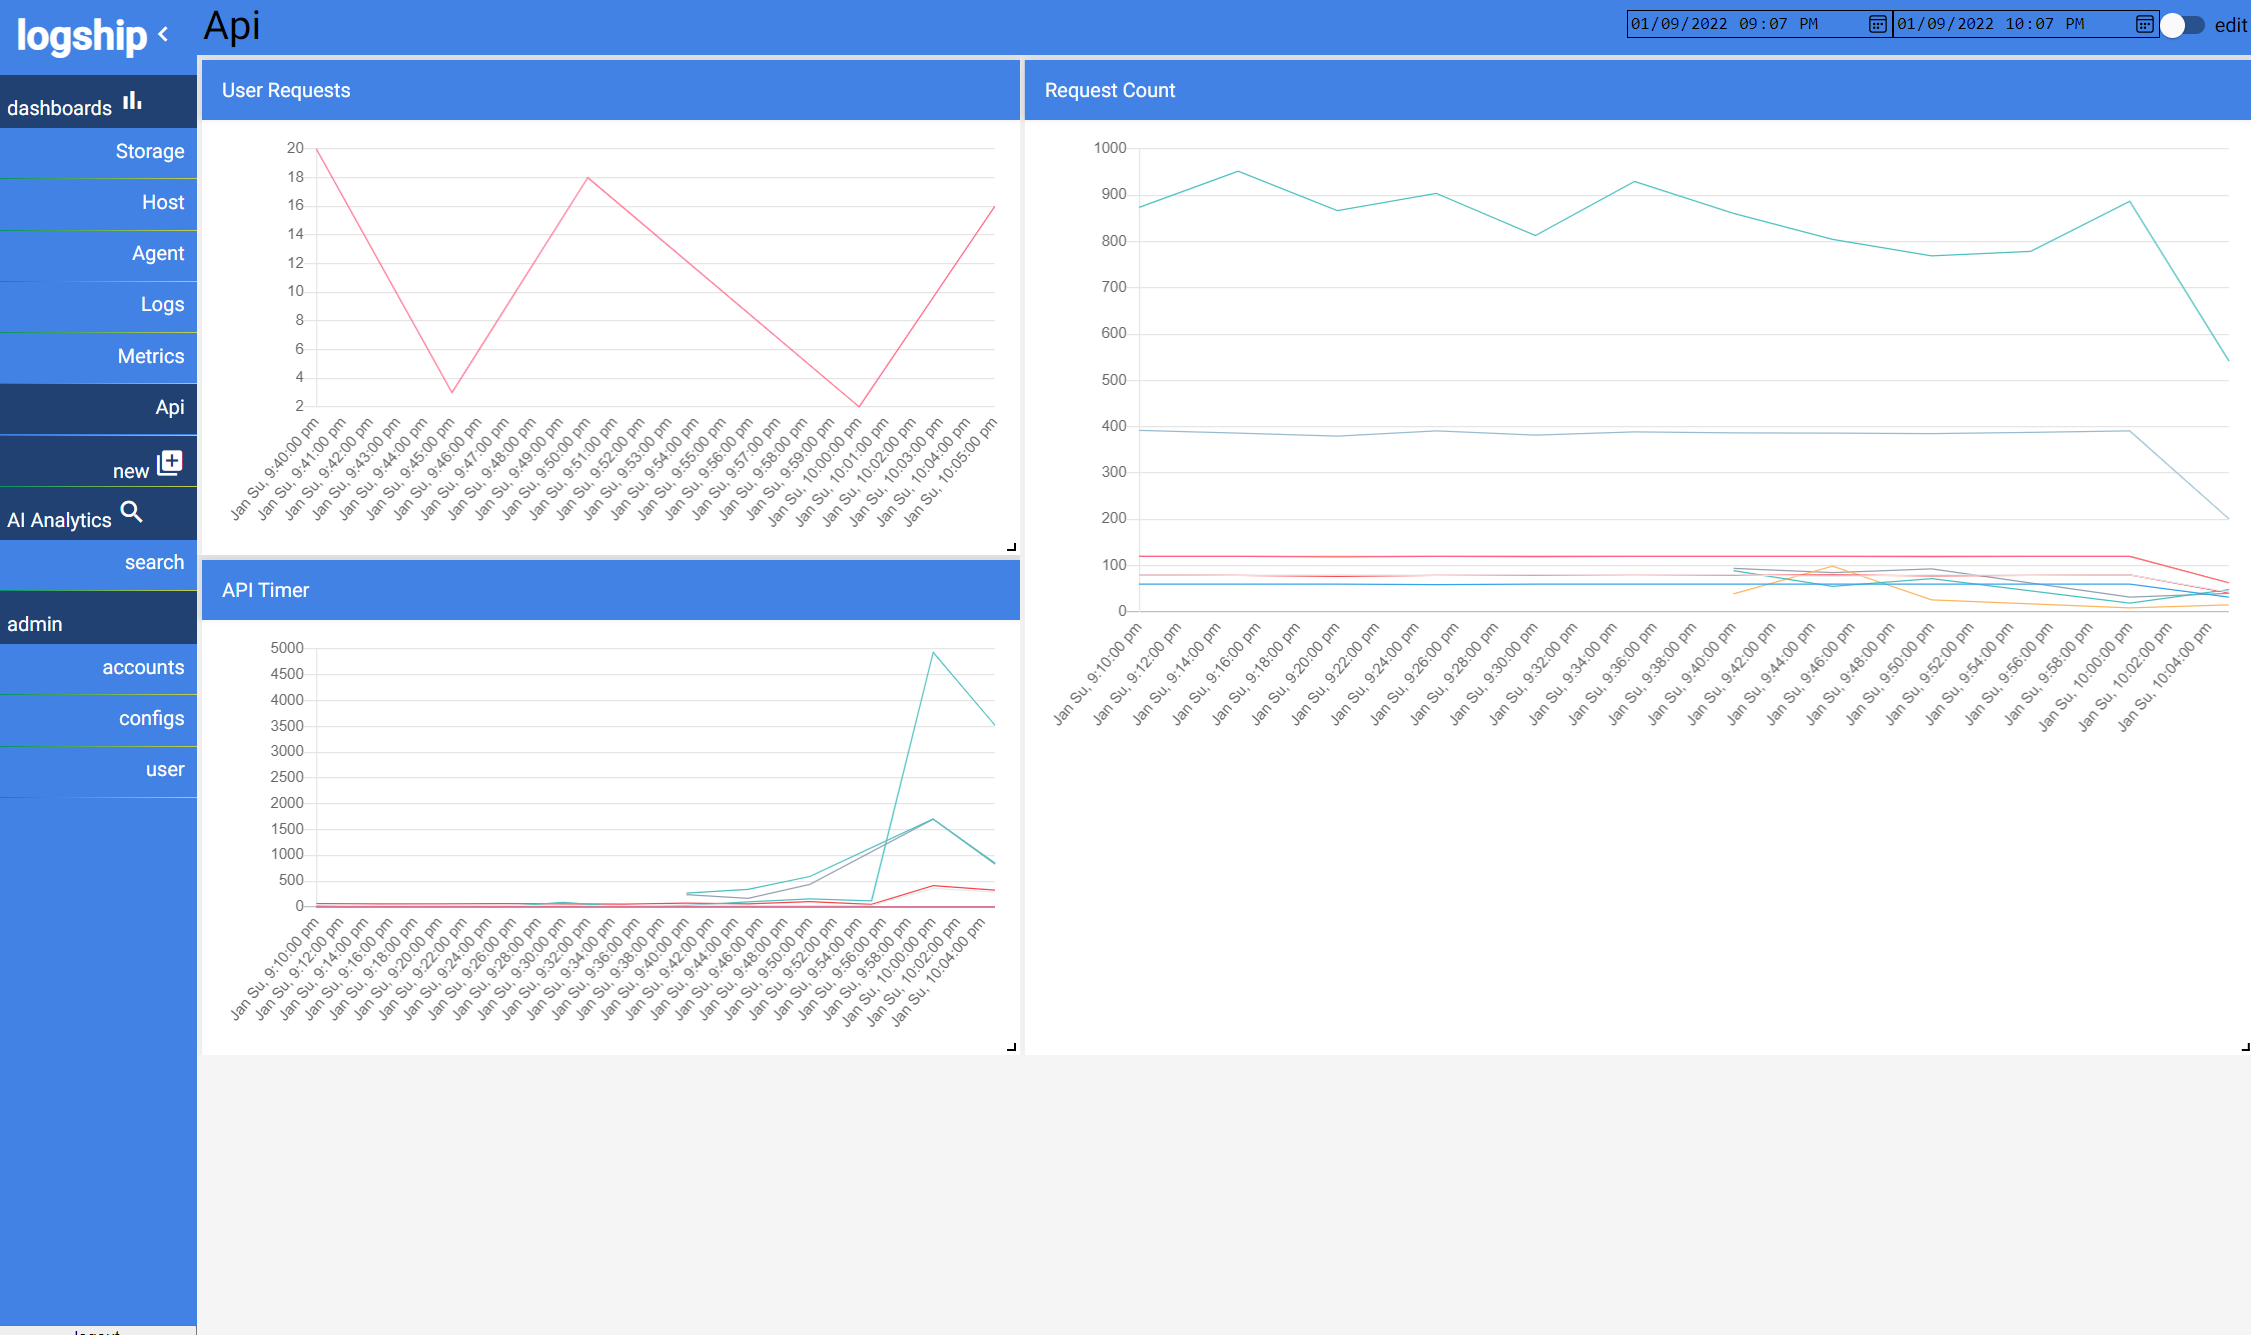 logship
dashboards
Storage
Host
Agent
Logs
Metrics
Api
new
AI Analytics
search
admin
accounts
configs
user
logout
Api
01/09/2022 09:07 PM
01/09/2022 10:07 PM
edit
User Requests
20
18
16
14
12
10
8
6
4
2
Jan Su, 9:40:00 pm
Jan Su, 9:41:00 pm
Jan Su, 9:42:00 pm
Jan Su, 9:43:00 pm
Jan Su, 9:44:00 pm
Jan Su, 9:45:00 pm
Jan Su, 9:46:00 pm
Jan Su, 9:47:00 pm
Jan Su, 9:48:00 pm
Jan Su, 9:49:00 pm
Jan Su, 9:50:00 pm
Jan Su, 9:51:00 pm
Jan Su, 9:52:00 pm
Jan Su, 9:53:00 pm
Jan Su, 9:54:00 pm
Jan Su, 9:55:00 pm
Jan Su, 9:56:00 pm
Jan Su, 9:57:00 pm
Jan Su, 9:58:00 pm
Jan Su, 9:59:00 pm
Jan Su, 10:00:00 pm
Jan Su, 10:01:00 pm
Jan Su, 10:02:00 pm
Jan Su, 10:03:00 pm
Jan Su, 10:04:00 pm
Jan Su, 10:05:00 pm
API Timer
5000
4500
4000
3500
3000
2500
2000
1500
1000
500
0
Jan Su, 9:10:00 pm
Jan Su, 9:12:00 pm
Jan Su, 9:14:00 pm
Jan Su, 9:16:00 pm
Jan Su, 9:18:00 pm
Jan Su, 9:20:00 pm
Jan Su, 9:22:00 pm
Jan Su, 9:24:00 pm
Jan Su, 9:26:00 pm
Jan Su, 9:28:00 pm
Jan Su, 9:30:00 pm
Jan Su, 9:32:00 pm
Jan Su, 9:34:00 pm
Jan Su, 9:36:00 pm
Jan Su, 9:38:00 pm
Jan Su, 9:40:00 pm
Jan Su, 9:42:00 pm
Jan Su, 9:44:00 pm
Jan Su, 9:46:00 pm
Jan Su, 9:48:00 pm
Jan Su, 9:50:00 pm
Jan Su, 9:52:00 pm
Jan Su, 9:54:00 pm
Jan Su, 9:56:00 pm
Jan Su, 9:58:00 pm
Jan Su, 10:00:00 pm
Jan Su, 10:02:00 pm
Jan Su, 10:04:00 pm
Request Count
1000
900
800
700
600
500
400
300
200
100
0
Jan Su, 9:10:00 pm
Jan Su, 9:12:00 pm
Jan Su, 9:14:00 pm
Jan Su, 9:16:00 pm
Jan Su, 9:18:00 pm
Jan Su, 9:20:00 pm
Jan Su, 9:22:00 pm
Jan Su, 9:24:00 pm
Jan Su, 9:26:00 pm
Jan Su, 9:28:00 pm
Jan Su, 9:30:00 pm
Jan Su, 9:32:00 pm
Jan Su, 9:34:00 pm
Jan Su, 9:36:00 pm
Jan Su, 9:38:00 pm
Jan Su, 9:40:00 pm
Jan Su, 9:42:00 pm
Jan Su, 9:44:00 pm
Jan Su, 9:46:00 pm
Jan Su, 9:48:00 pm
Jan Su, 9:50:00 pm
Jan Su, 9:52:00 pm
Jan Su, 9:54:00 pm
Jan Su, 9:56:00 pm
Jan Su, 9:58:00 pm
Jan Su, 10:00:00 pm
Jan Su, 10:02:00 pm
Jan Su, 10:04:00 pm